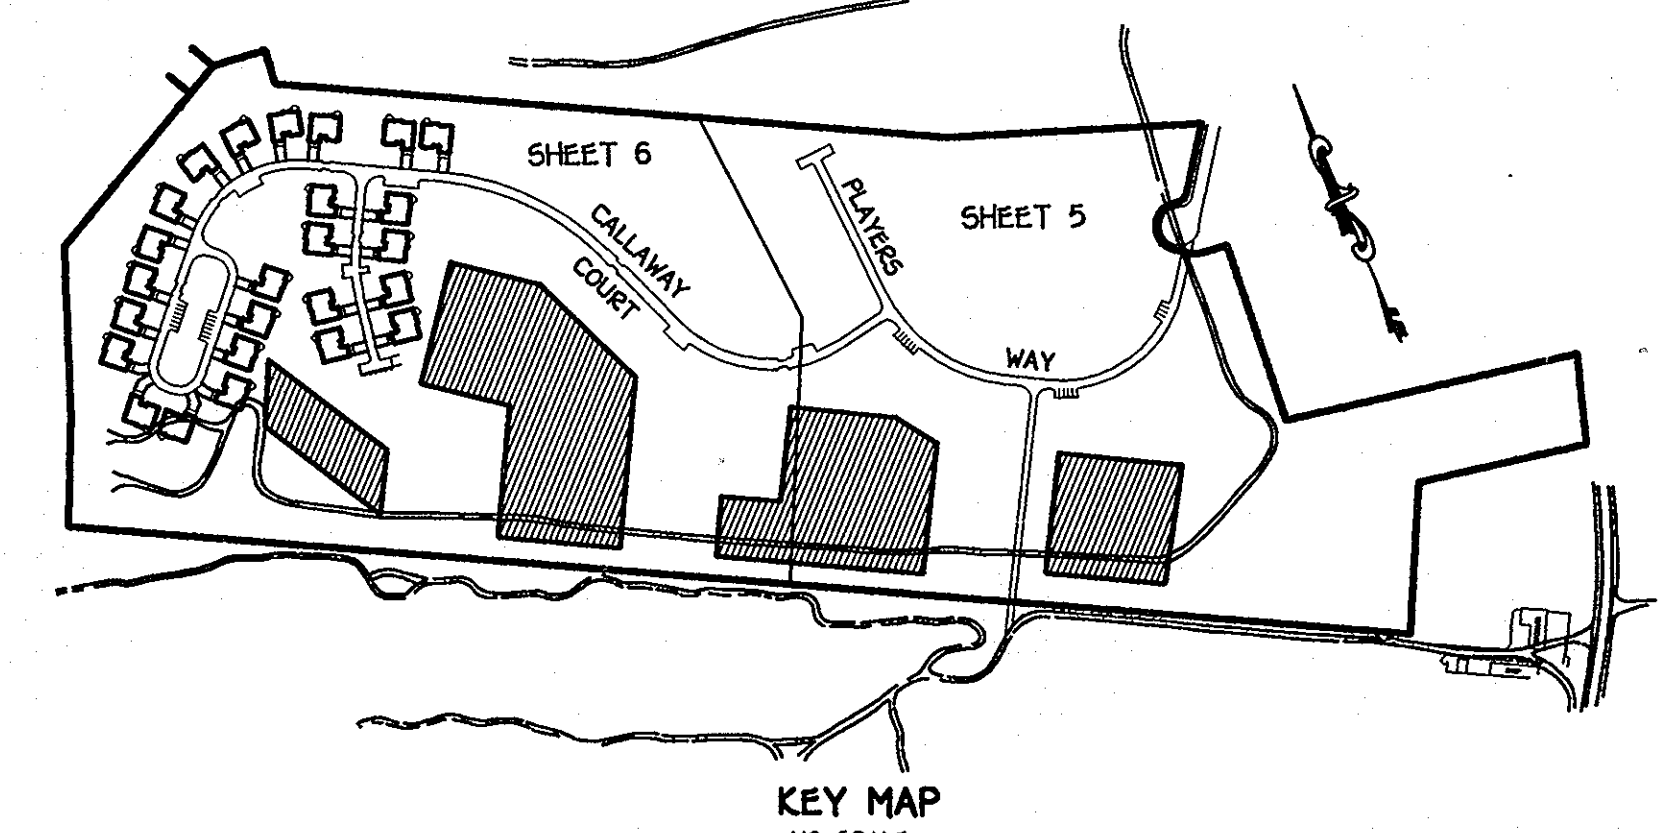 SHEET 6
SHEET 5
PLAYERS
CALLAWAY
COURT
WAY
KEY MAP